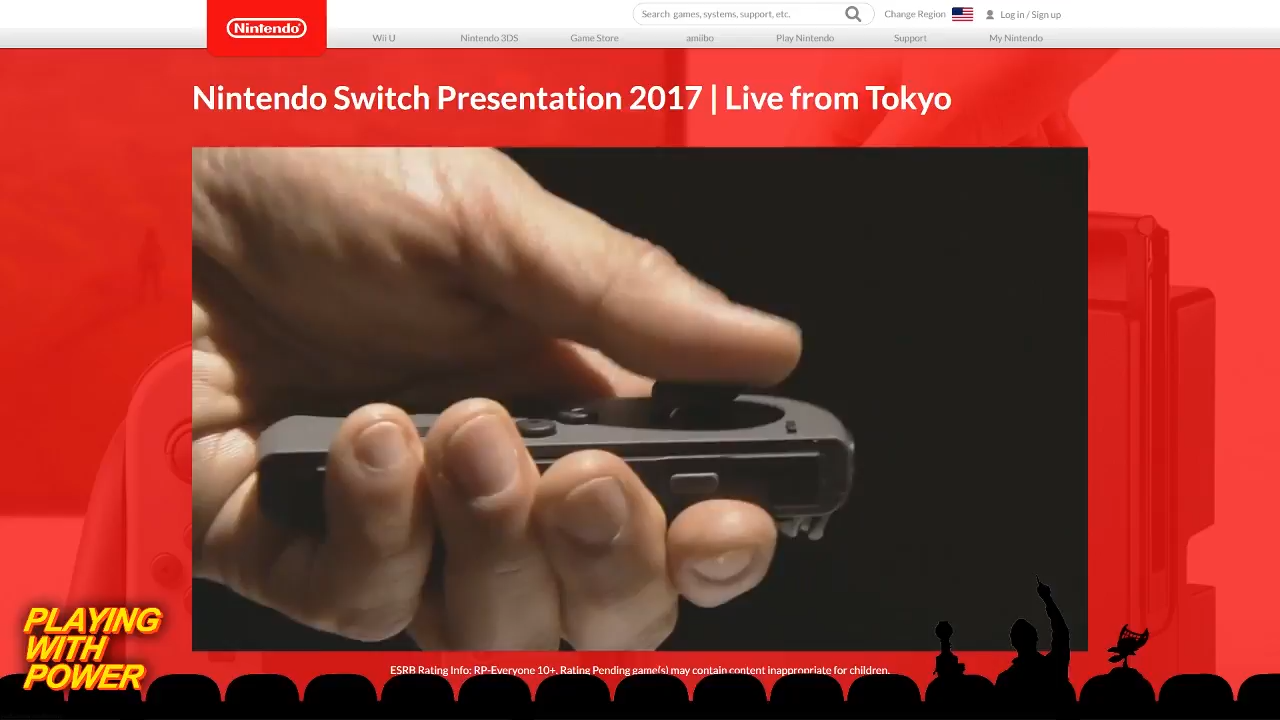 Nintendo
Search games, systems, support, etc.
Change Region
Log in / Sign up
Wii U
Nintendo 3DS
Game Store
amiibo
Play Nintendo
Support
My Nintendo
Nintendo Switch Presentation 2017 | Live from Tokyo
PLAYING
WITH
POWER
ESRB Rating Info: RP-Everyone 10+. Rating Pending game(s) may contain content inappropriate for children.